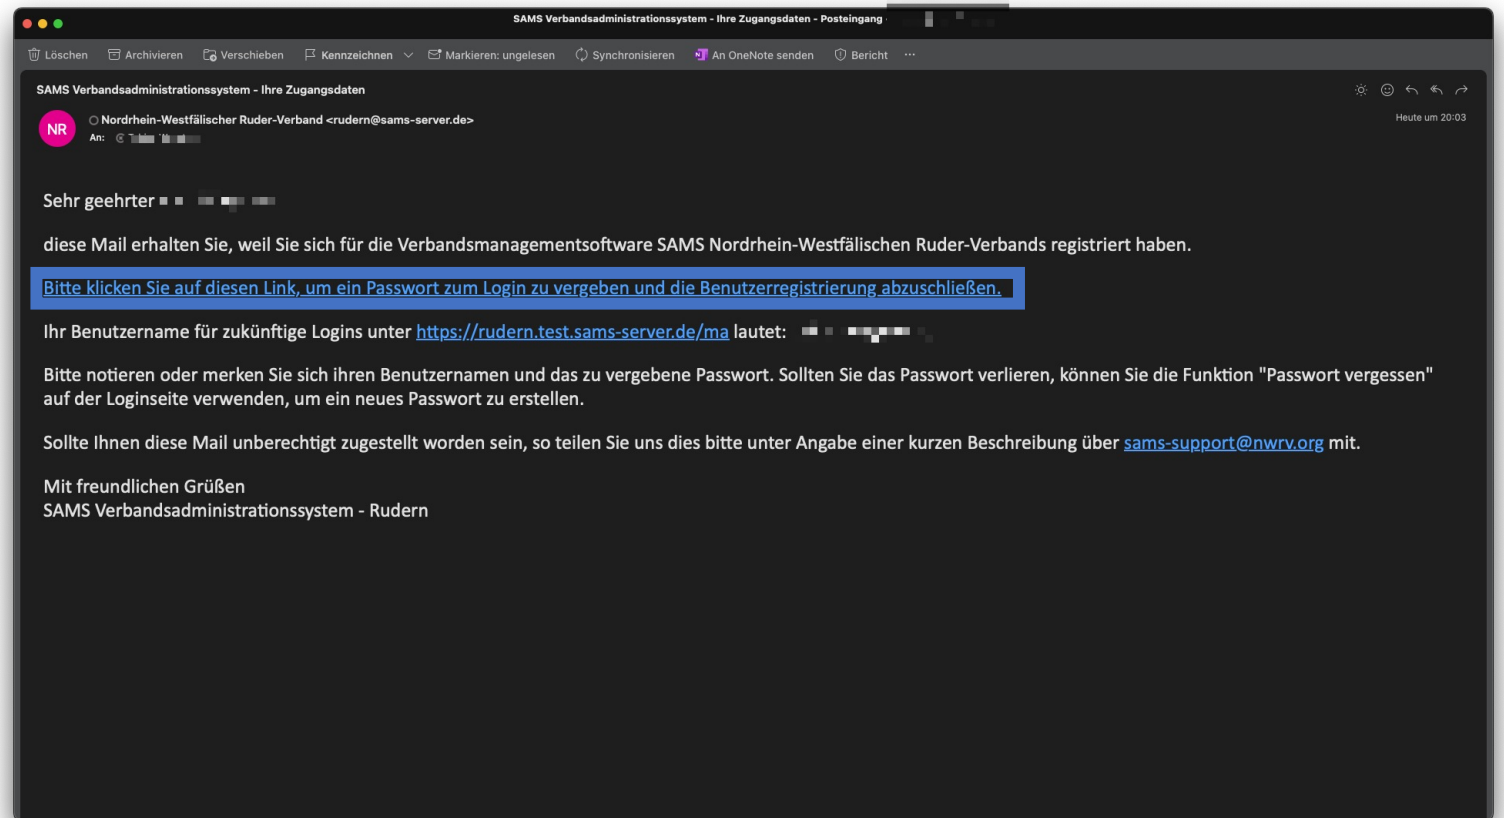 SAMS Verbandsadministrationssystem - Ihre Zugangsdaten - Posteingang -
Löschen Archivieren Verschieben Kennzeichnen Markieren: ungelesen Synchronisieren An OneNote senden Bericht ...
SAMS Verbandsadministrationssystem - Ihre Zugangsdaten
NR
Nordrhein-Westfälischer Ruder-Verband <rudern@sams-server.de>
Heute um 20:03
An:
Sehr geehrter
diese Mail erhalten Sie, weil Sie sich für die Verbandsmanagementsoftware SAMS Nordrhein-Westfälischen Ruder-Verbands registriert haben.
Bitte klicken Sie auf diesen Link, um ein Passwort zum Login zu vergeben und die Benutzerregistrierung abzuschließen.
Ihr Benutzername für zukünftige Logins unter https://rudern.test.sams-server.de/ma lautet:
Bitte notieren oder merken Sie sich ihren Benutzernamen und das zu vergebene Passwort. Sollten Sie das Passwort verlieren, können Sie die Funktion "Passwort vergessen"
auf der Loginseite verwenden, um ein neues Passwort zu erstellen.
Sollte Ihnen diese Mail unberechtigt zugestellt worden sein, so teilen Sie uns dies bitte unter Angabe einer kurzen Beschreibung über sams-support@nwrv.org mit.
Mit freundlichen Grüßen
SAMS Verbandsadministrationssystem - Rudern